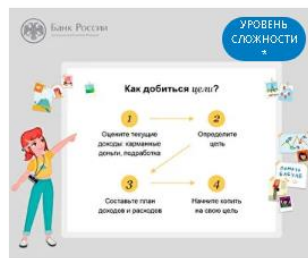 Банк России
УРОВЕНЬ
СЛОЖНОСТИ
*
Как добиться цели?
1
2
Оцените текущие
доходы: карманные
деньги, подработка
Определите
цель
3
4
Составьте план
доходов и расходов
Начните копить
на свою цель